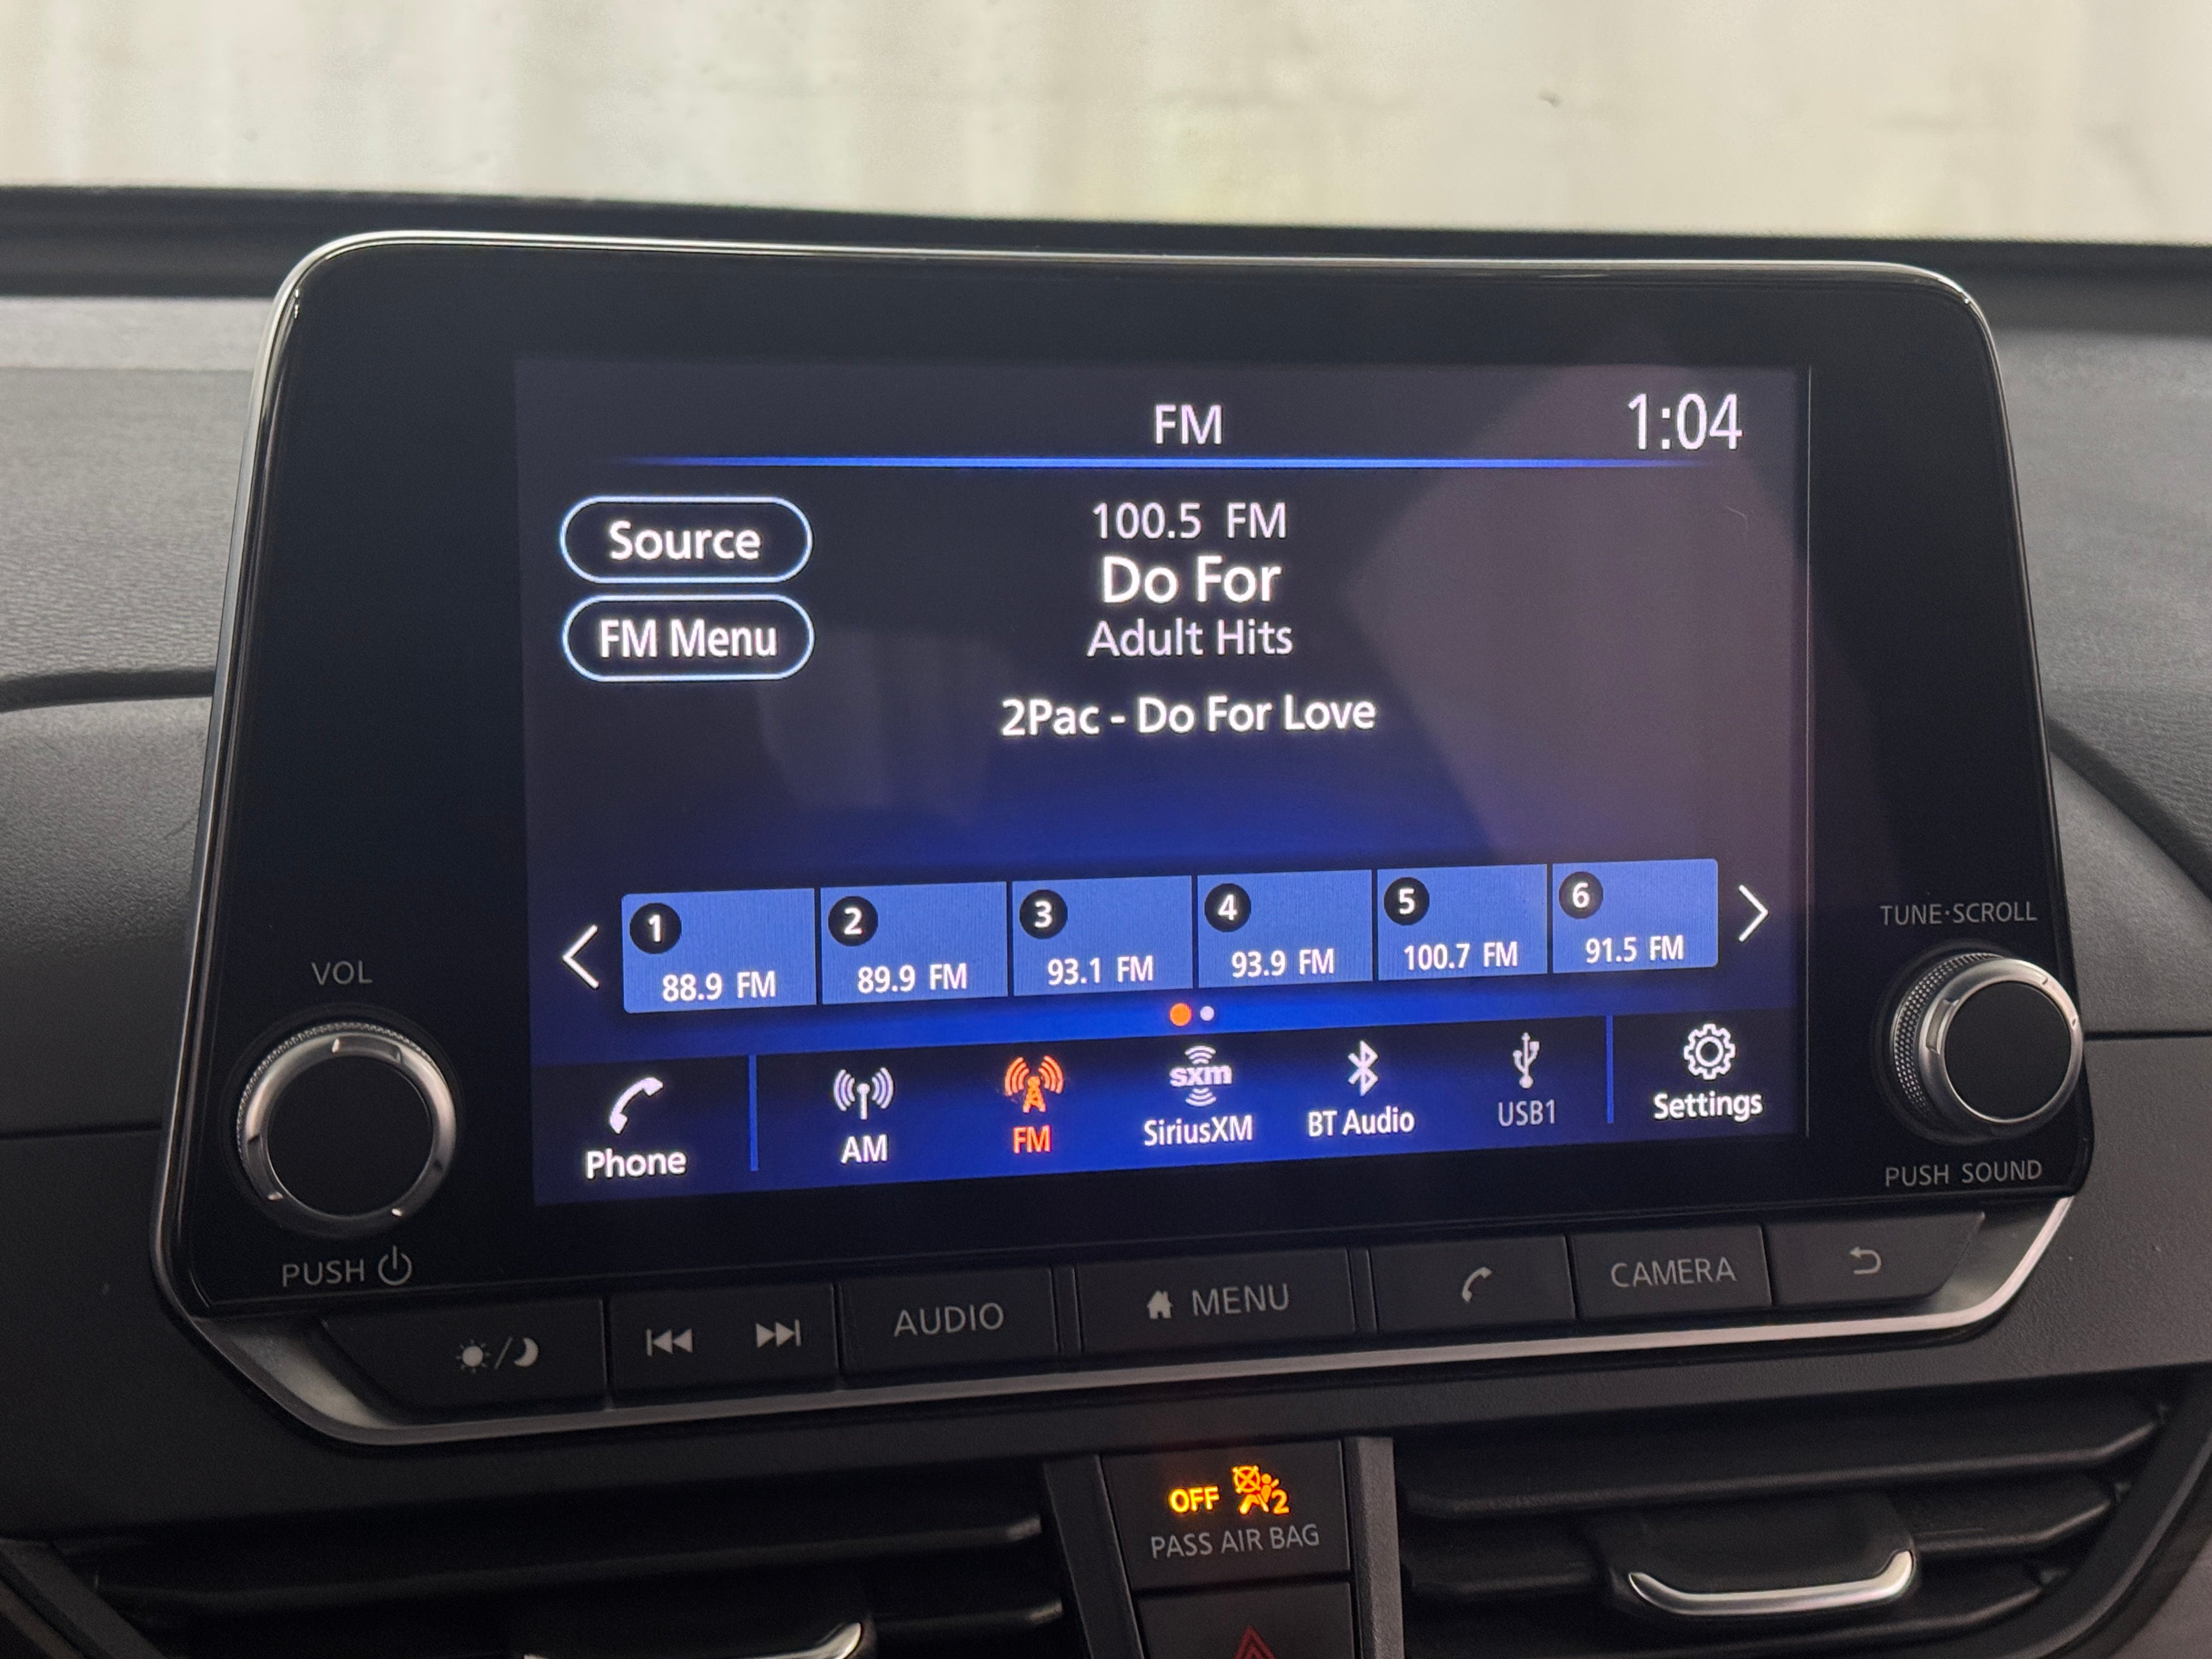 FM
1:04
Source
FM Menu
100.5 FM
Do For
Adult Hits
2Pac - Do For Love
1
88.9 FM
2
89.9 FM
3
93.1 FM
4
93.9 FM
5
100.7 FM
6
91.5 FM
Phone
AM
FM
sxm
SiriusXM
BT Audio
USB1
Settings
VOL
PUSH
TUNE·SCROLL
PUSH SOUND
AUDIO
MENU
CAMERA
OFF 2
PASS AIR BAG